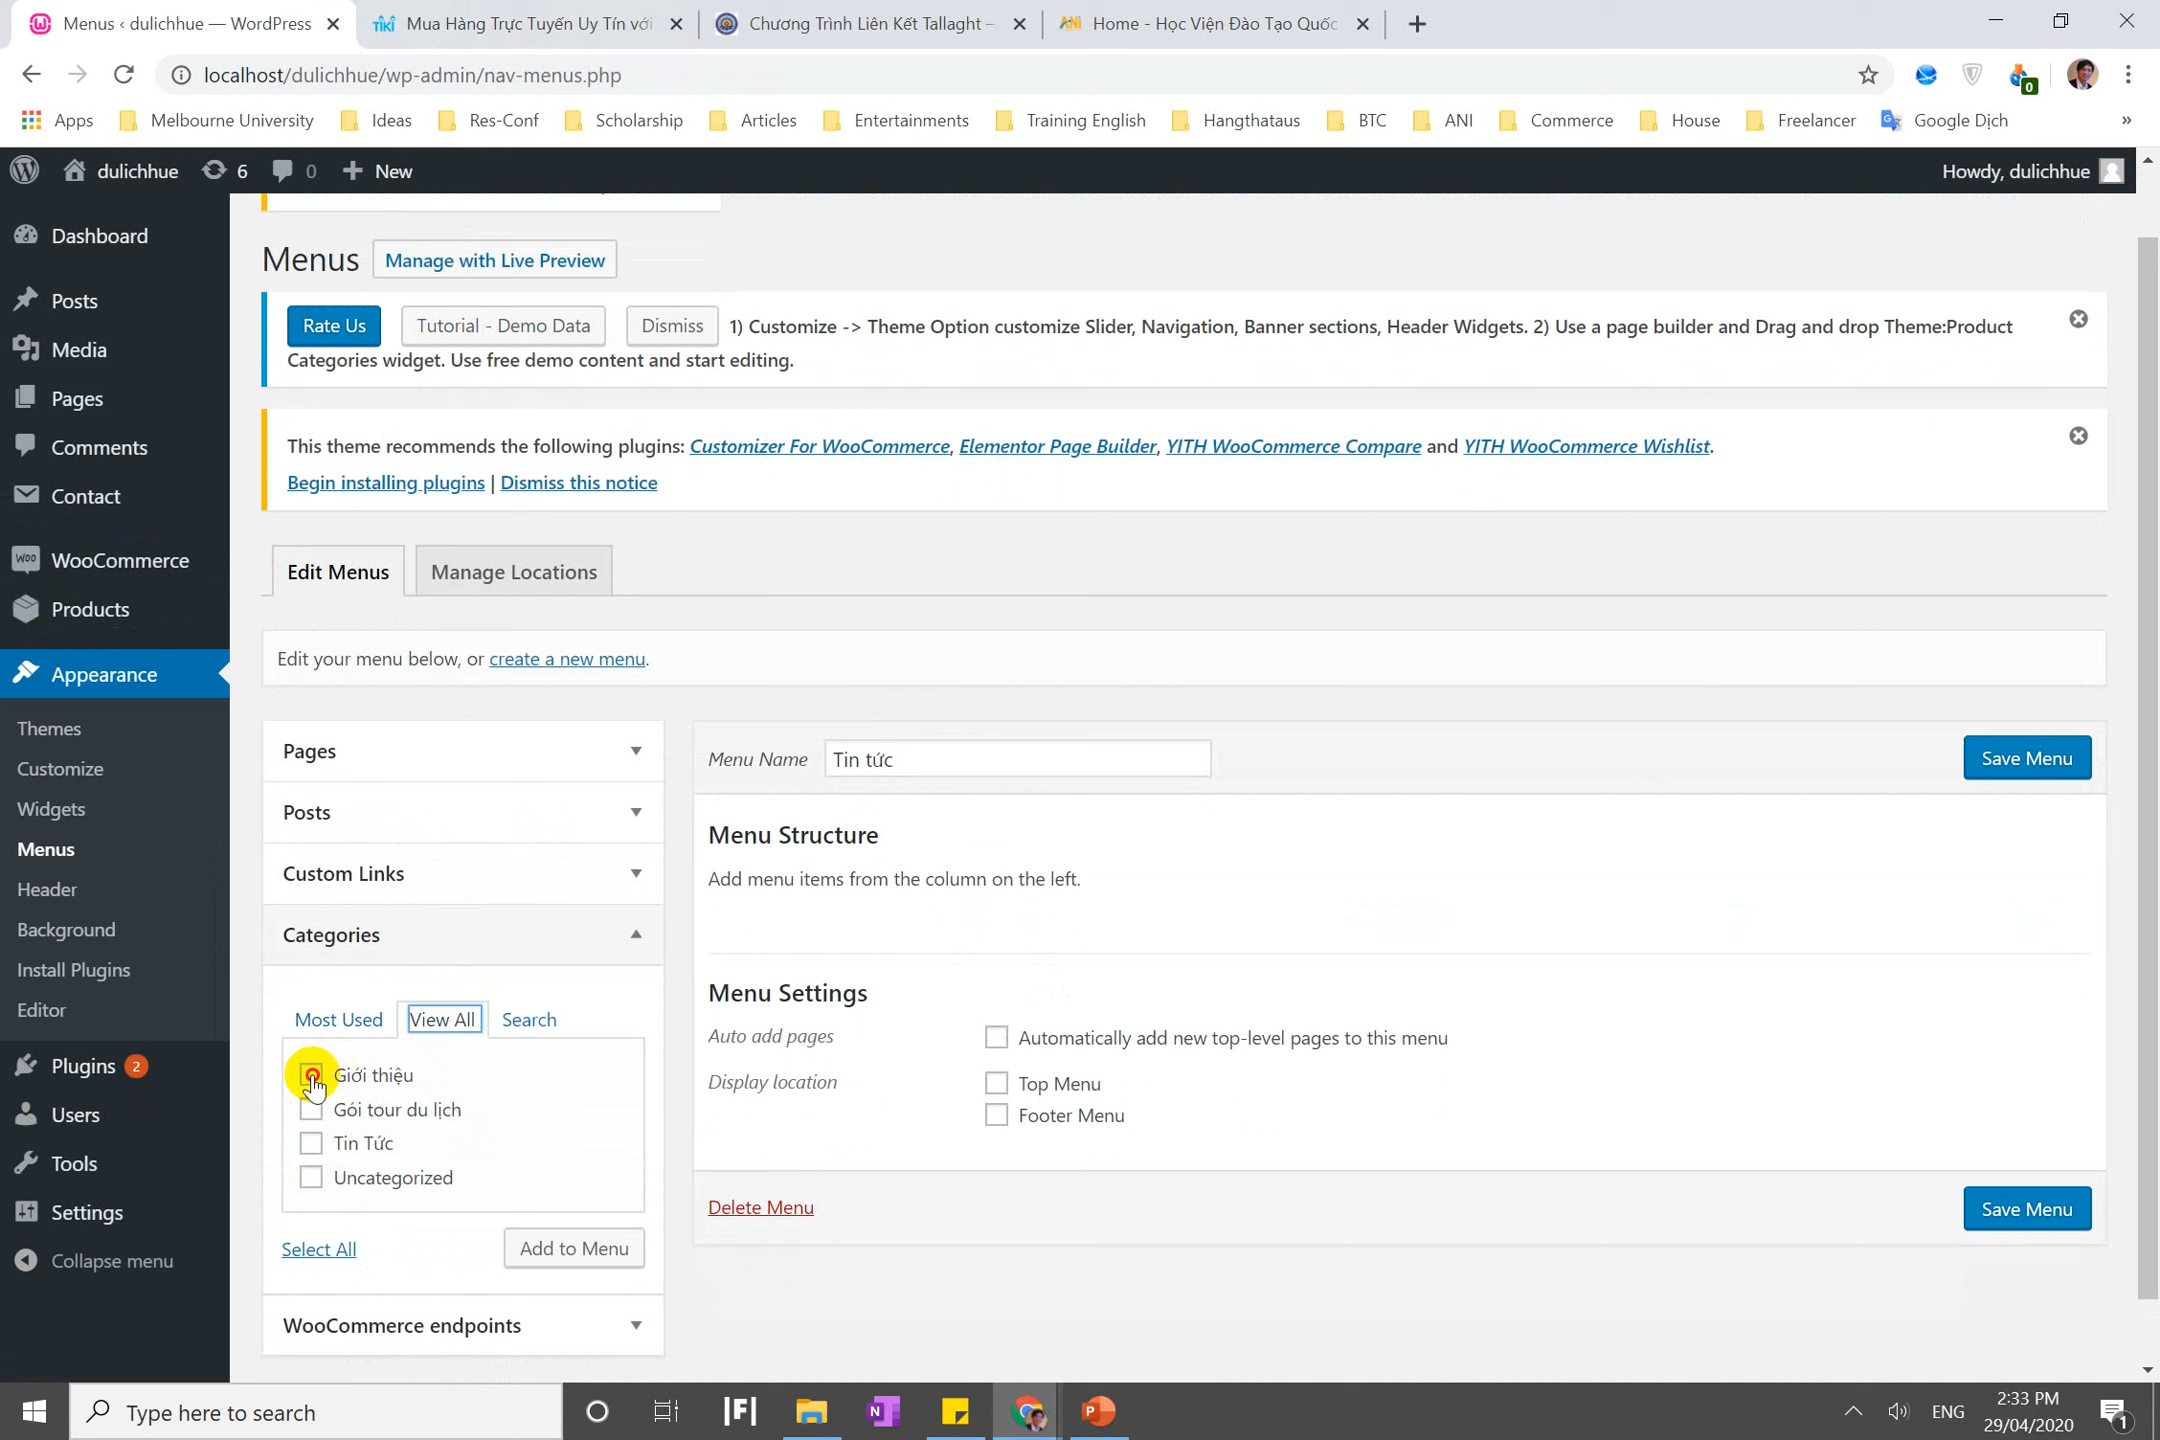 Menus ‹ dulichhue — WordPress
Mua Hàng Trực Tuyến Uy Tín với
Chương Trình Liên Kết Tallaght –
Home - Học Viện Đào Tạo Quốc
localhost/dulichhue/wp-admin/nav-menus.php
0
Apps
Melbourne University
Ideas
Res-Conf
Scholarship
Articles
Entertainments
Training English
Hangthataus
BTC
ANI
Commerce
House
Freelancer
Google Dịch
»
dulichhue
6
0
New
Howdy, dulichhue
Dashboard
Posts
Media
Pages
Comments
Contact
WooCommerce
Products
Appearance
Themes
Customize
Widgets
Menus
Header
Background
Install Plugins
Editor
Plugins 2
Users
Tools
Settings
Collapse menu
Menus
Manage with Live Preview
Rate Us
Tutorial - Demo Data
Dismiss
1) Customize -> Theme Option customize Slider, Navigation, Banner sections, Header Widgets. 2) Use a page builder and Drag and drop Theme:Product
Categories widget. Use free demo content and start editing.
This theme recommends the following plugins: Customizer For WooCommerce, Elementor Page Builder, YITH WooCommerce Compare and YITH WooCommerce Wishlist.
Begin installing plugins | Dismiss this notice
Edit Menus
Manage Locations
Edit your menu below, or create a new menu.
Pages
Posts
Custom Links
Categories
Most Used
View All
Search
Giới thiệu
Gói tour du lịch
Tin Tức
Uncategorized
Select All
Add to Menu
WooCommerce endpoints
Menu Name
Tin tức
Save Menu
Menu Structure
Add menu items from the column on the left.
Menu Settings
Auto add pages
Automatically add new top-level pages to this menu
Display location
Top Menu
Footer Menu
Delete Menu
Save Menu
Type here to search
ENG
2:33 PM
29/04/2020
1